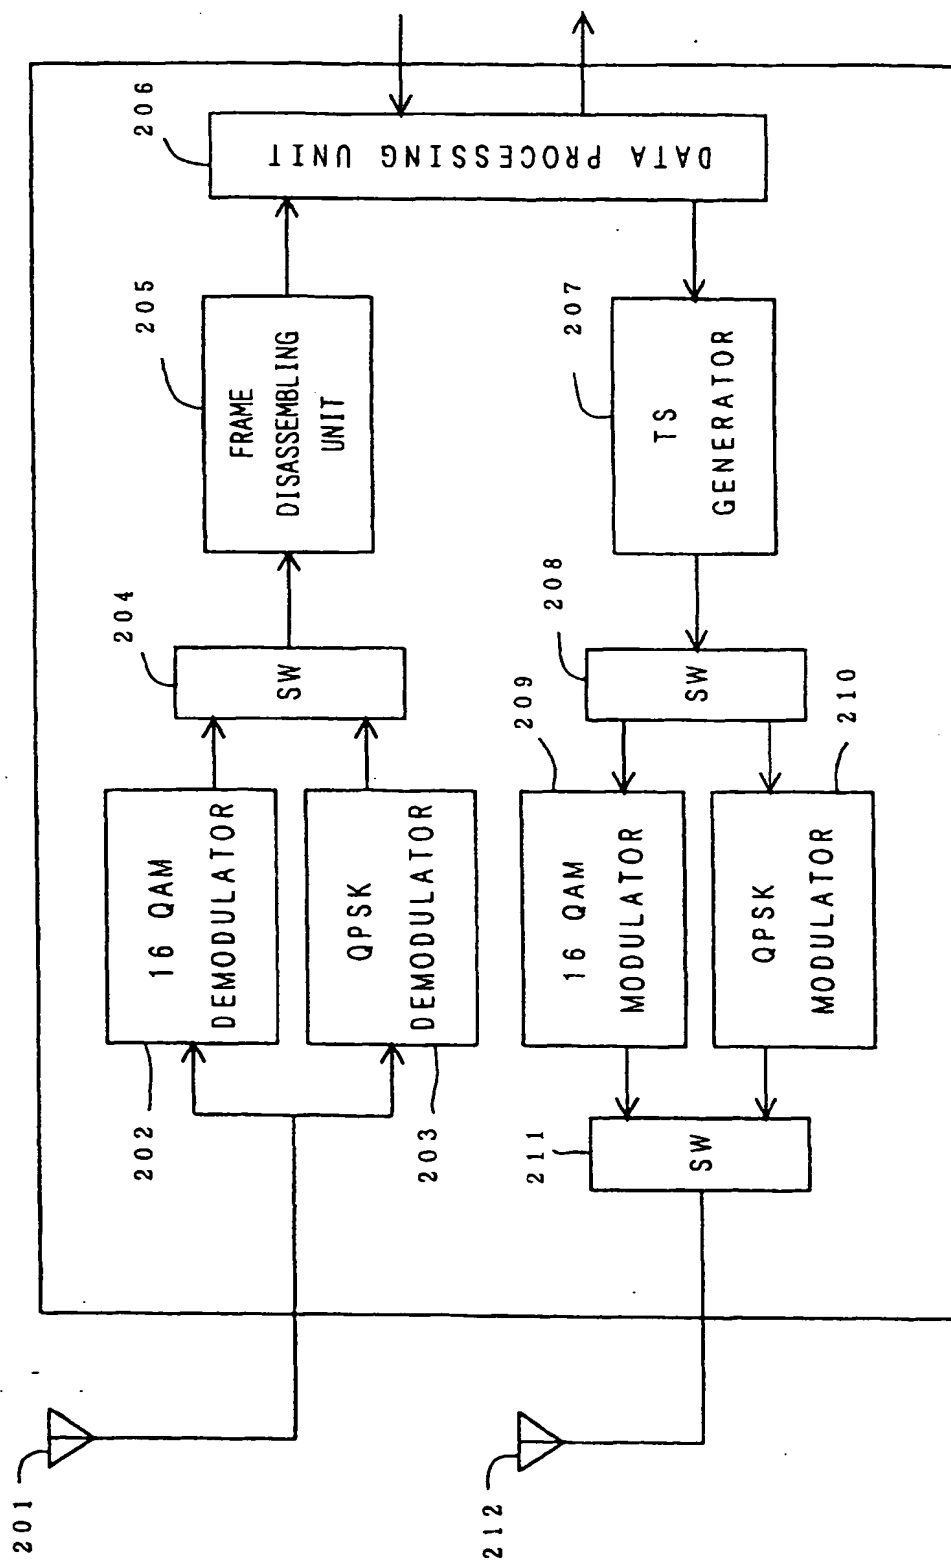 201
202
16 QAM
DEMODULATOR
203
QPSK
DEMODULATOR
204
SW
205
FRAME
DISASSEMBLING
UNIT
206
DATA PROCESSING UNIT
207
TS
GENERATOR
208
SW
209
16 QAM
MODULATOR
210
QPSK
MODULATOR
211
SW
212